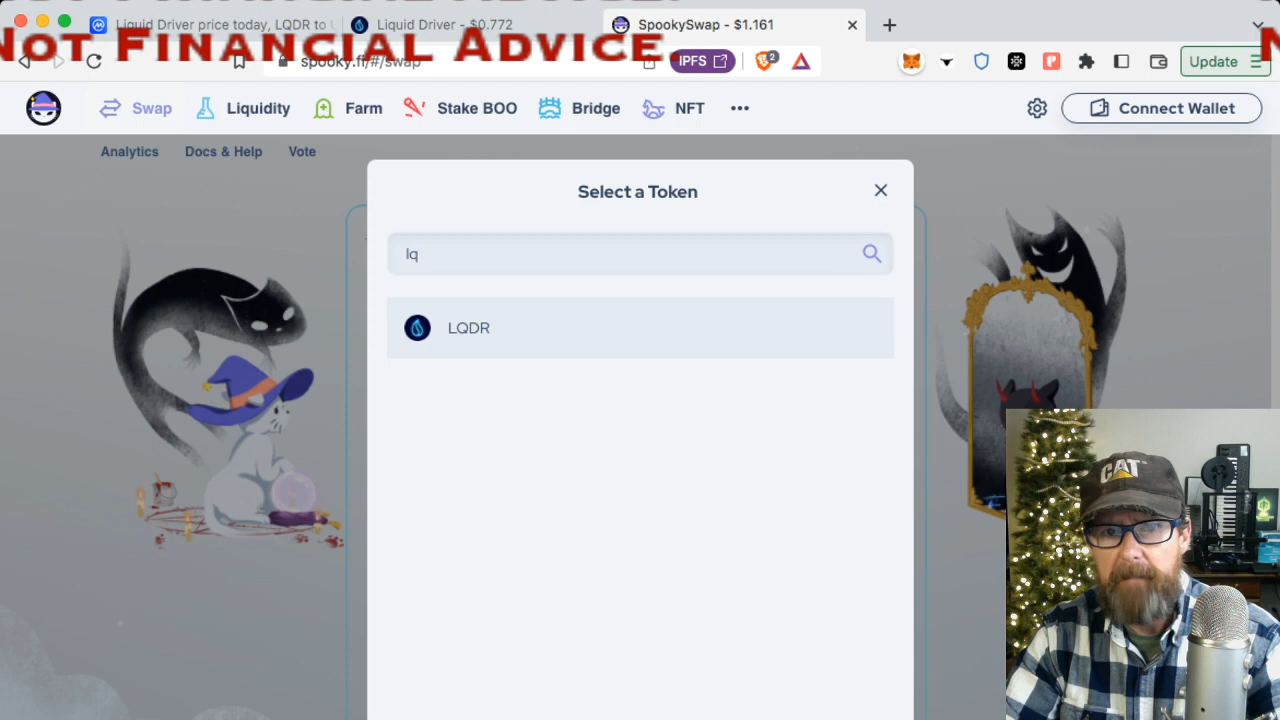 Liquid Driver price today, LQDR to U
Liquid Driver - $0.772
SpookySwap - $1.161
NOT FINANCIAL ADVICE.
N
spooky.fi/#/swap
IPFS
2
Update
Swap
Liquidity
Farm
Stake BOO
Bridge
NFT
Connect Wallet
Analytics
Docs & Help
Vote
Select a Token
lq
LQDR
CAT